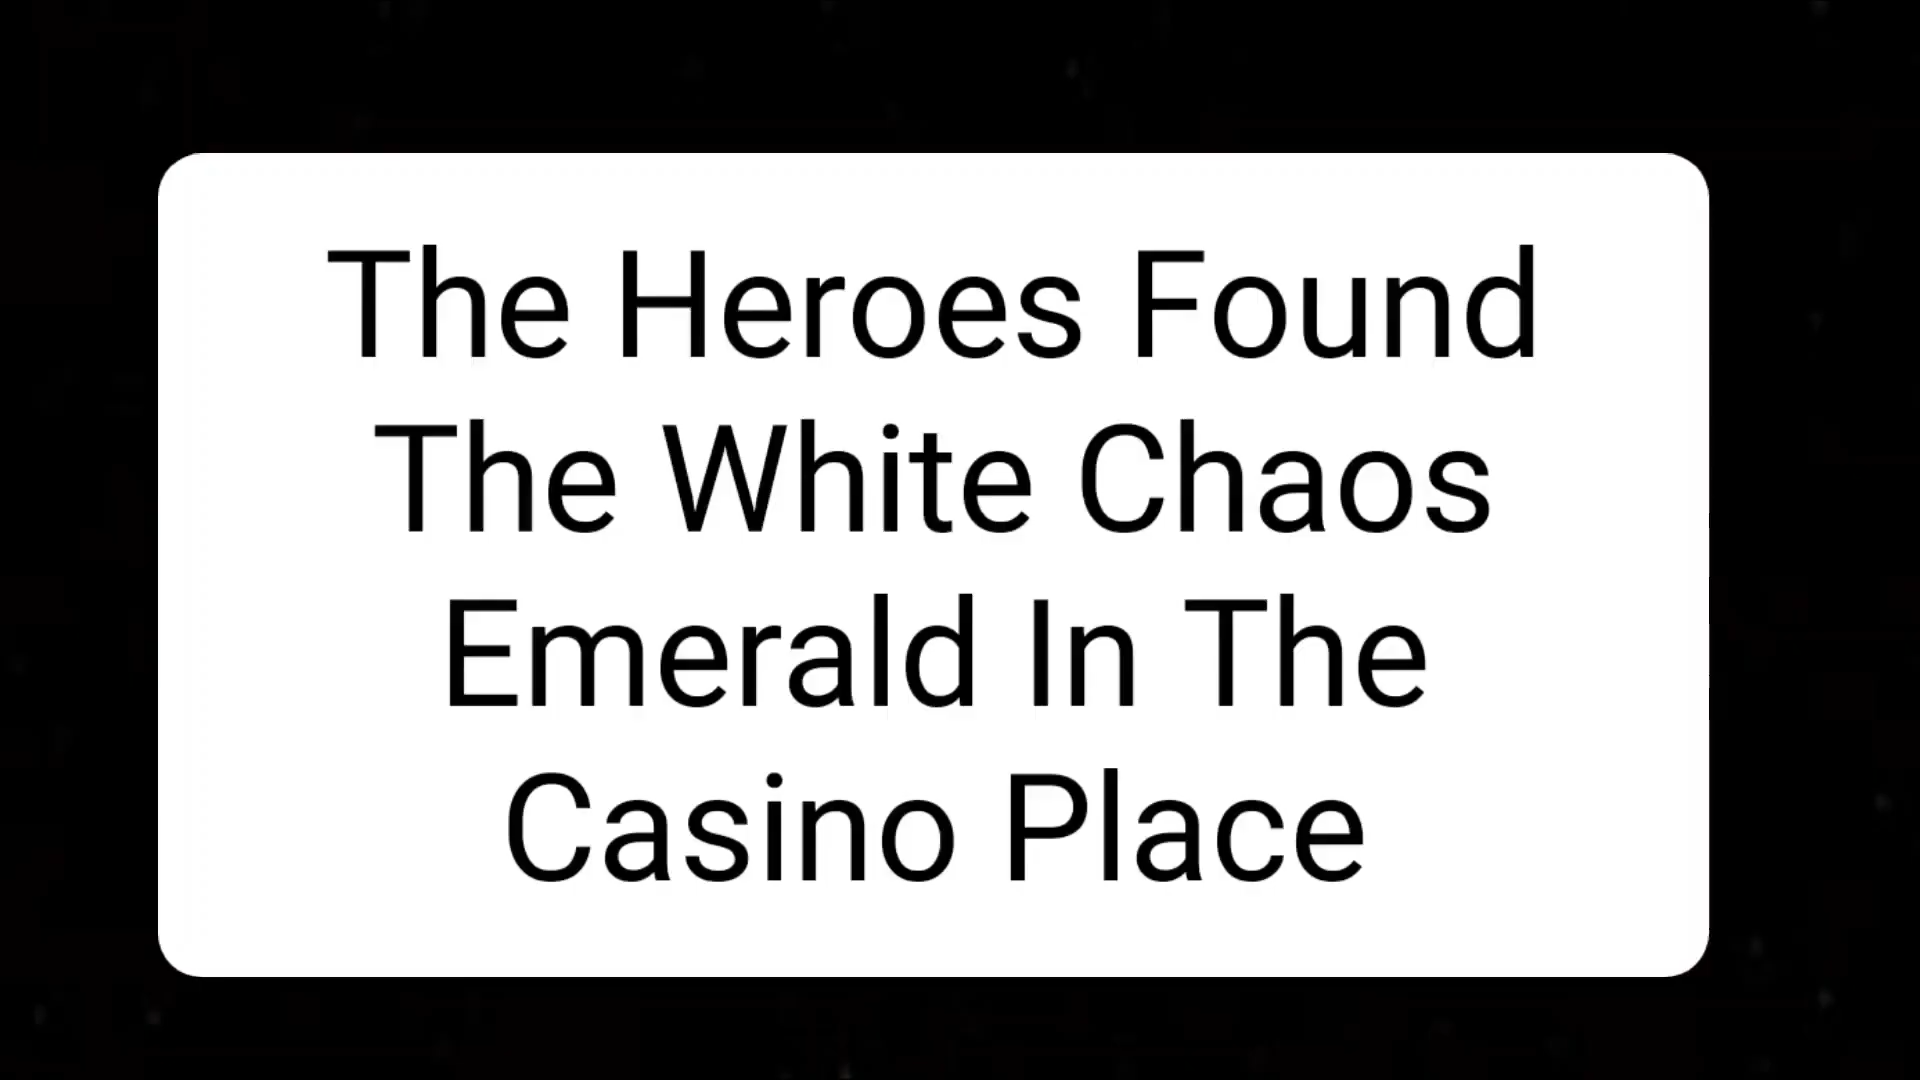 The Heroes Found
The White Chaos
Emerald In The
Casino Place